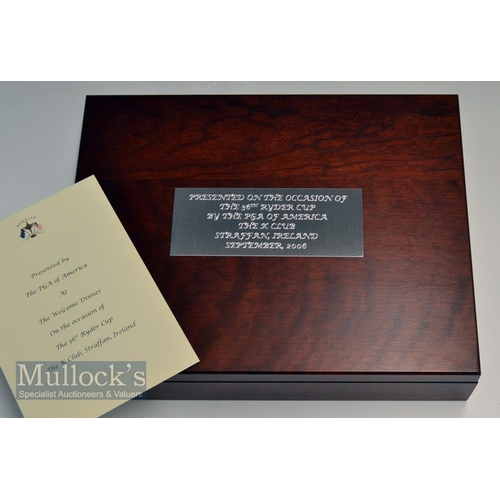 PRESENTED ON THE OCCASION OF
THE 36TH RYDER CUP
BY THE PGA OF AMERICA
THE K CLUB
STRAFFAN, IRELAND
SEPTEMBER, 2006
Presented by
The PGA of America
At
The Welcome Dinner
On the occasion of
The 36th Ryder Cup
The K Club, Straffan, Ireland
Mullock's
Specialist Auctioneers & Valuers